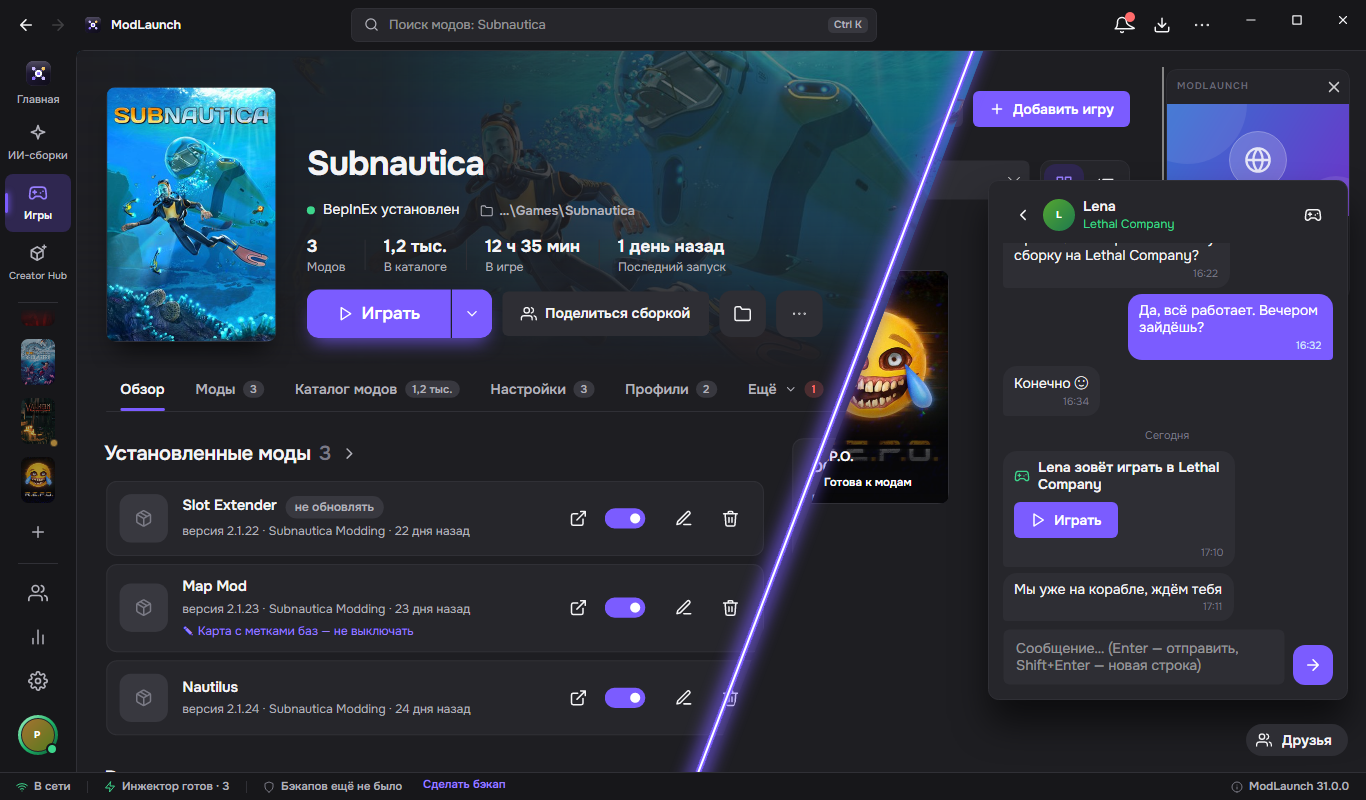 ModLaunch
Поиск модов: Subnautica
Ctrl K
Главная
ИИ-сборки
Игры
Creator Hub
SUBNAUTICA
Subnautica
BepInEx установлен
...\Games\Subnautica
3
Модов
1,2 тыс.
В каталоге
12 ч 35 мин
В игре
1 день назад
Последний запуск
Играть
Поделиться сборкой
Обзор
Моды 3
Каталог модов 1,2 тыс.
Настройки 3
Профили 2
Ещё 1
Установленные моды 3
Slot Extender не обновлять
версия 2.1.22 · Subnautica Modding · 22 дня назад
Map Mod
версия 2.1.23 · Subnautica Modding · 23 дня назад
Карта с метками баз — не выключать
Nautilus
версия 2.1.24 · Subnautica Modding · 24 дня назад
Добавить игру
MODLAUNCH
R.E.P.O.
P.O.
Готова к модам
L
Lena
Lethal Company
сборку на Lethal Company?
16:22
Да, всё работает. Вечером
зайдёшь?
16:32
Конечно
16:34
Сегодня
Lena зовёт играть в Lethal
Company
Играть
17:10
Мы уже на корабле, ждём тебя
17:11
Сообщение... (Enter — отправить,
Shift+Enter — новая строка)
Друзья
R.E.P.O.
P
В сети
Инжектор готов · 3
Бэкапов ещё не было
Сделать бэкап
ModLaunch 31.0.0